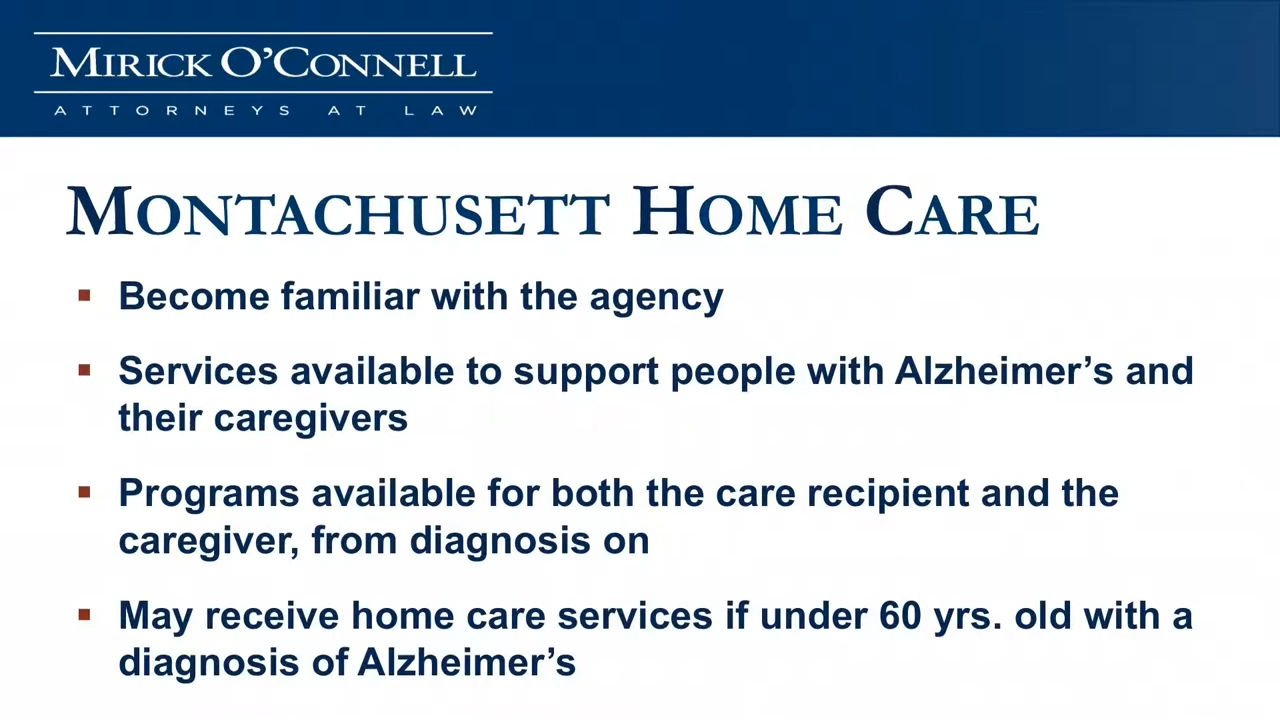 MIRICK O’CONNELL
ATTORNEYS AT LAW
MONTACHUSETT HOME CARE
▪ Become familiar with the agency
▪ Services available to support people with Alzheimer’s and
their caregivers
▪ Programs available for both the care recipient and the
caregiver, from diagnosis on
▪ May receive home care services if under 60 yrs. old with a
diagnosis of Alzheimer’s